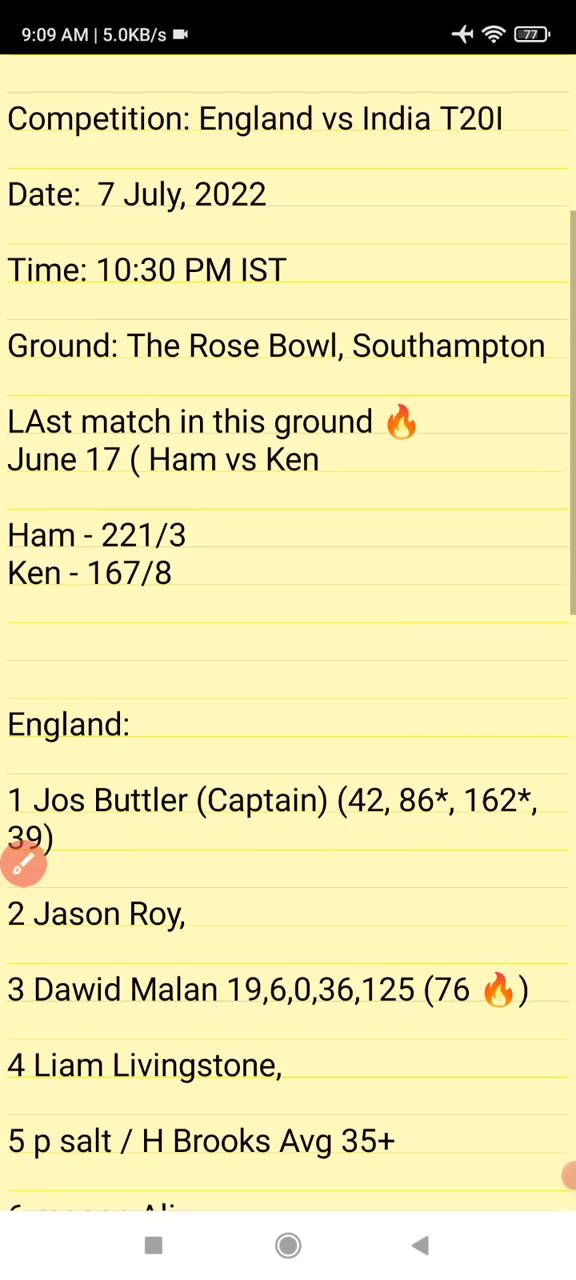 9:09 AM | 5.0KB/s
77
Competition: England vs India T20I
Date:  7 July, 2022
Time: 10:30 PM IST
Ground: The Rose Bowl, Southampton
LAst match in this ground 🔥
June 17 ( Ham vs Ken
Ham - 221/3
Ken - 167/8
England:
1 Jos Buttler (Captain) (42, 86*, 162*,
39)
2 Jason Roy,
3 Dawid Malan 19,6,0,36,125 (76 🔥)
4 Liam Livingstone,
5 p salt / H Brooks Avg 35+